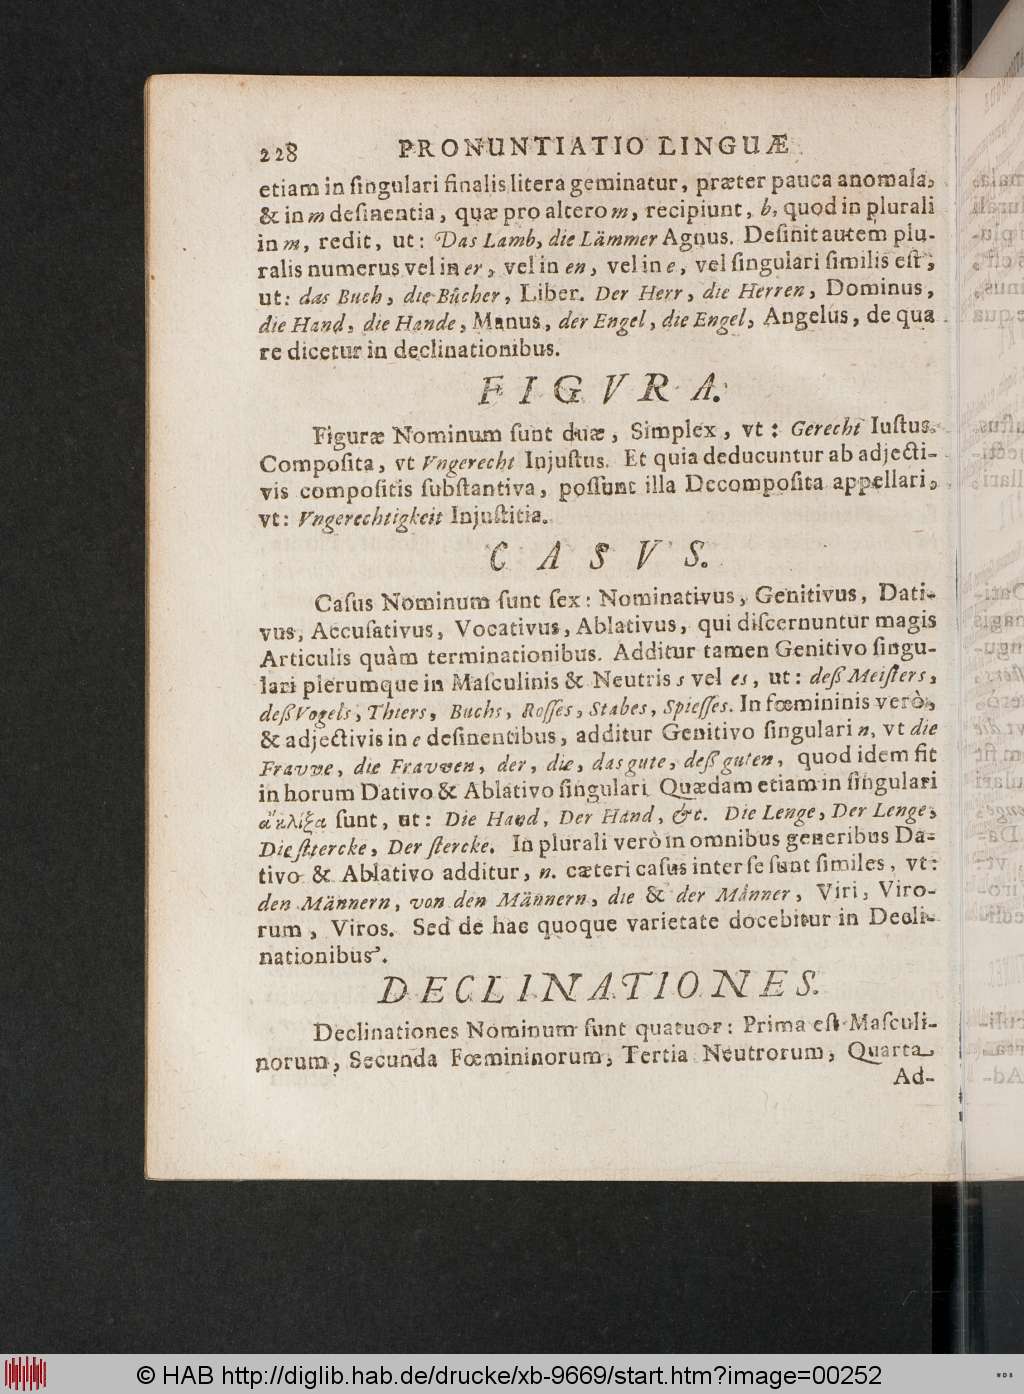 228 PRONUNTIATIO LINGUÆ
etiam in ſingulari finalis litera geminatur, præter pauca anomala,
& in m deſinentia, quæ pro altero m, recipiunt, b, quod in plurali
in m, redit, ut: Das Lamb, die Lämmer Agnus. Deſinit autem plu-
ralis numerus vel in er, vel in en, vel in e, vel ſingulari ſimilis eſt,
ut: das Buch, die Bücher, Liber. Der Herr, die Herren, Dominus,
die Hand, die Hande, Manus, der Engel, die Engel, Angelus, de qua
re dicetur in declinationibus.
FIGVRA.
Figuræ Nominum ſunt duæ, Simplex, vt: Gerecht Iuſtus.
Compoſita, vt Vngerecht Injuſtus. Et quia deducuntur ab adjecti-
vis compoſitis ſubſtantiva, poſſunt illa Decompoſita appellari,
vt: Vngerechtigkeit Injuſtitia.
CASVS.
Caſus Nominum ſunt ſex: Nominativus, Genitivus, Dati-
vus, Accuſativus, Vocativus, Ablativus, qui diſcernuntur magis
Articulis quàm terminationibus. Additur tamen Genitivo ſingu-
lari plerumque in Maſculinis & Neutris s vel es, ut: deß Meiſters,
deß Vogels, Thiers, Buchs, Roſſes, Stabes, Spieſſes. In fœmininis verò,
& adjectivis in e deſinentibus, additur Genitivo ſingulari n, vt die
Fravve, die Fravven, der, die, das gute, deß guten, quod idem fit
in horum Dativo & Ablativo ſingulari. Quædam etiam in ſingulari
ἄκλιξα ſunt, ut: Die Hand, Der Hand, &c. Die Lenge, Der Lenge,
Die ſttercke, Der ſtercke. In plurali verò in omnibus generibus Da-
tivo & Ablativo additur, n. cæteri caſus inter ſe ſunt ſimiles, vt:
den Männern, von den Männern, die & der Männer, Viri, Viro-
rum, Viros. Sed de hac quoque varietate docebitur in Decli-
nationibus.
DECLINATIONES.
Declinationes Nominum ſunt quatuor: Prima eſt Maſculi-
norum, Secunda Fœmininorum, Tertia Neutrorum, Quarta
Ad-
© HAB http://diglib.hab.de/drucke/xb-9669/start.htm?image=00252